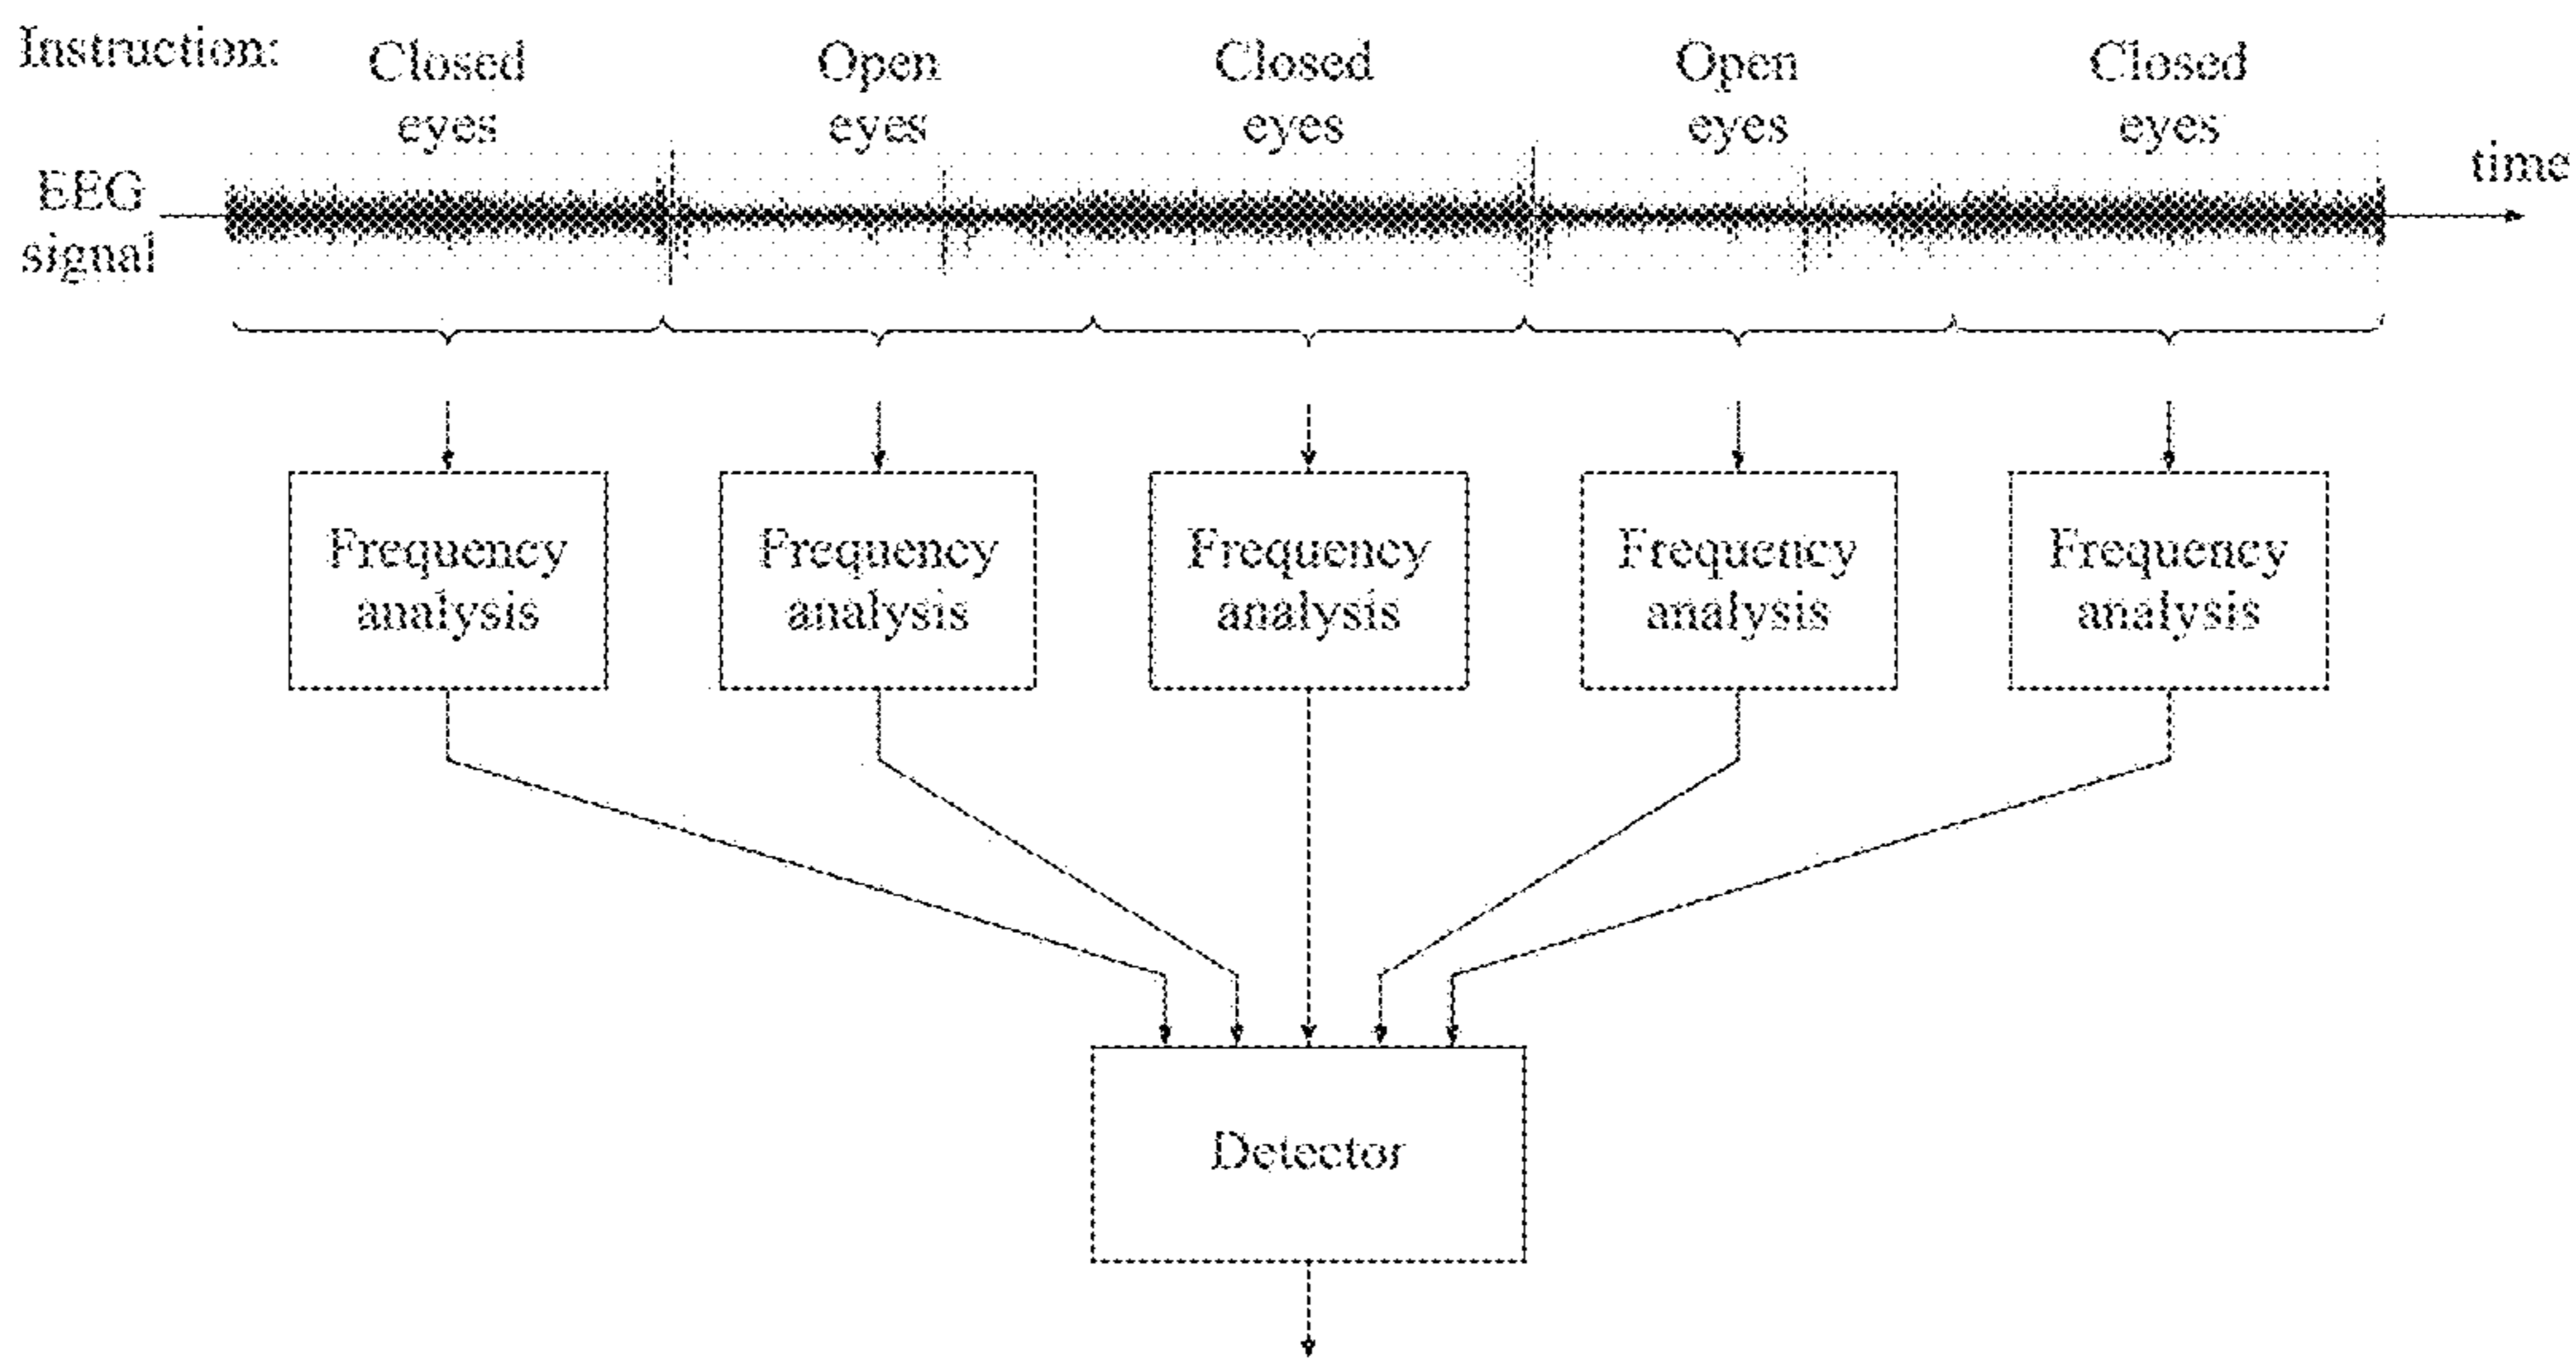 Instruction:
Closed
eyes
Open
eyes
Closed
eyes
Open
eyes
Closed
eyes
EEG
signal
time
Frequency
analysis
Frequency
analysis
Frequency
analysis
Frequency
analysis
Frequency
analysis
Detector